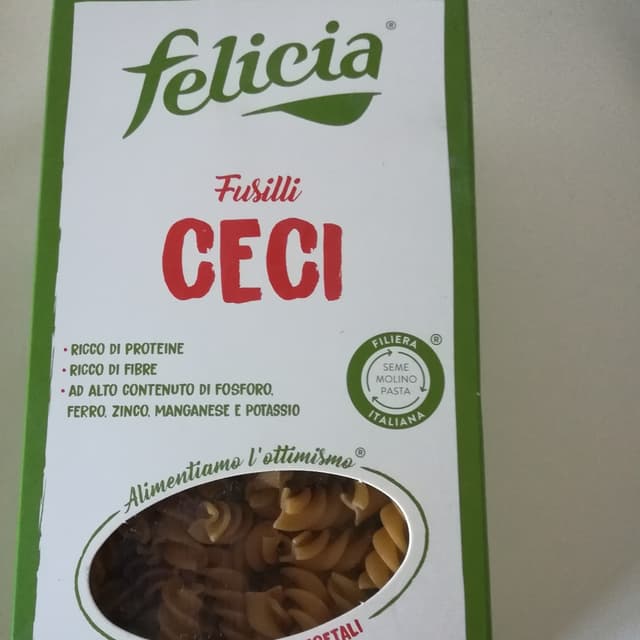 felicia®
Fusilli
CECI
• RICCO DI PROTEINE
• RICCO DI FIBRE
• AD ALTO CONTENUTO DI FOSFORO,
FERRO, ZINCO, MANGANESE E POTASSIO
FILIERA ®
SEME
MOLINO
PASTA
ITALIANA
Alimentiamo l'ottimismo®